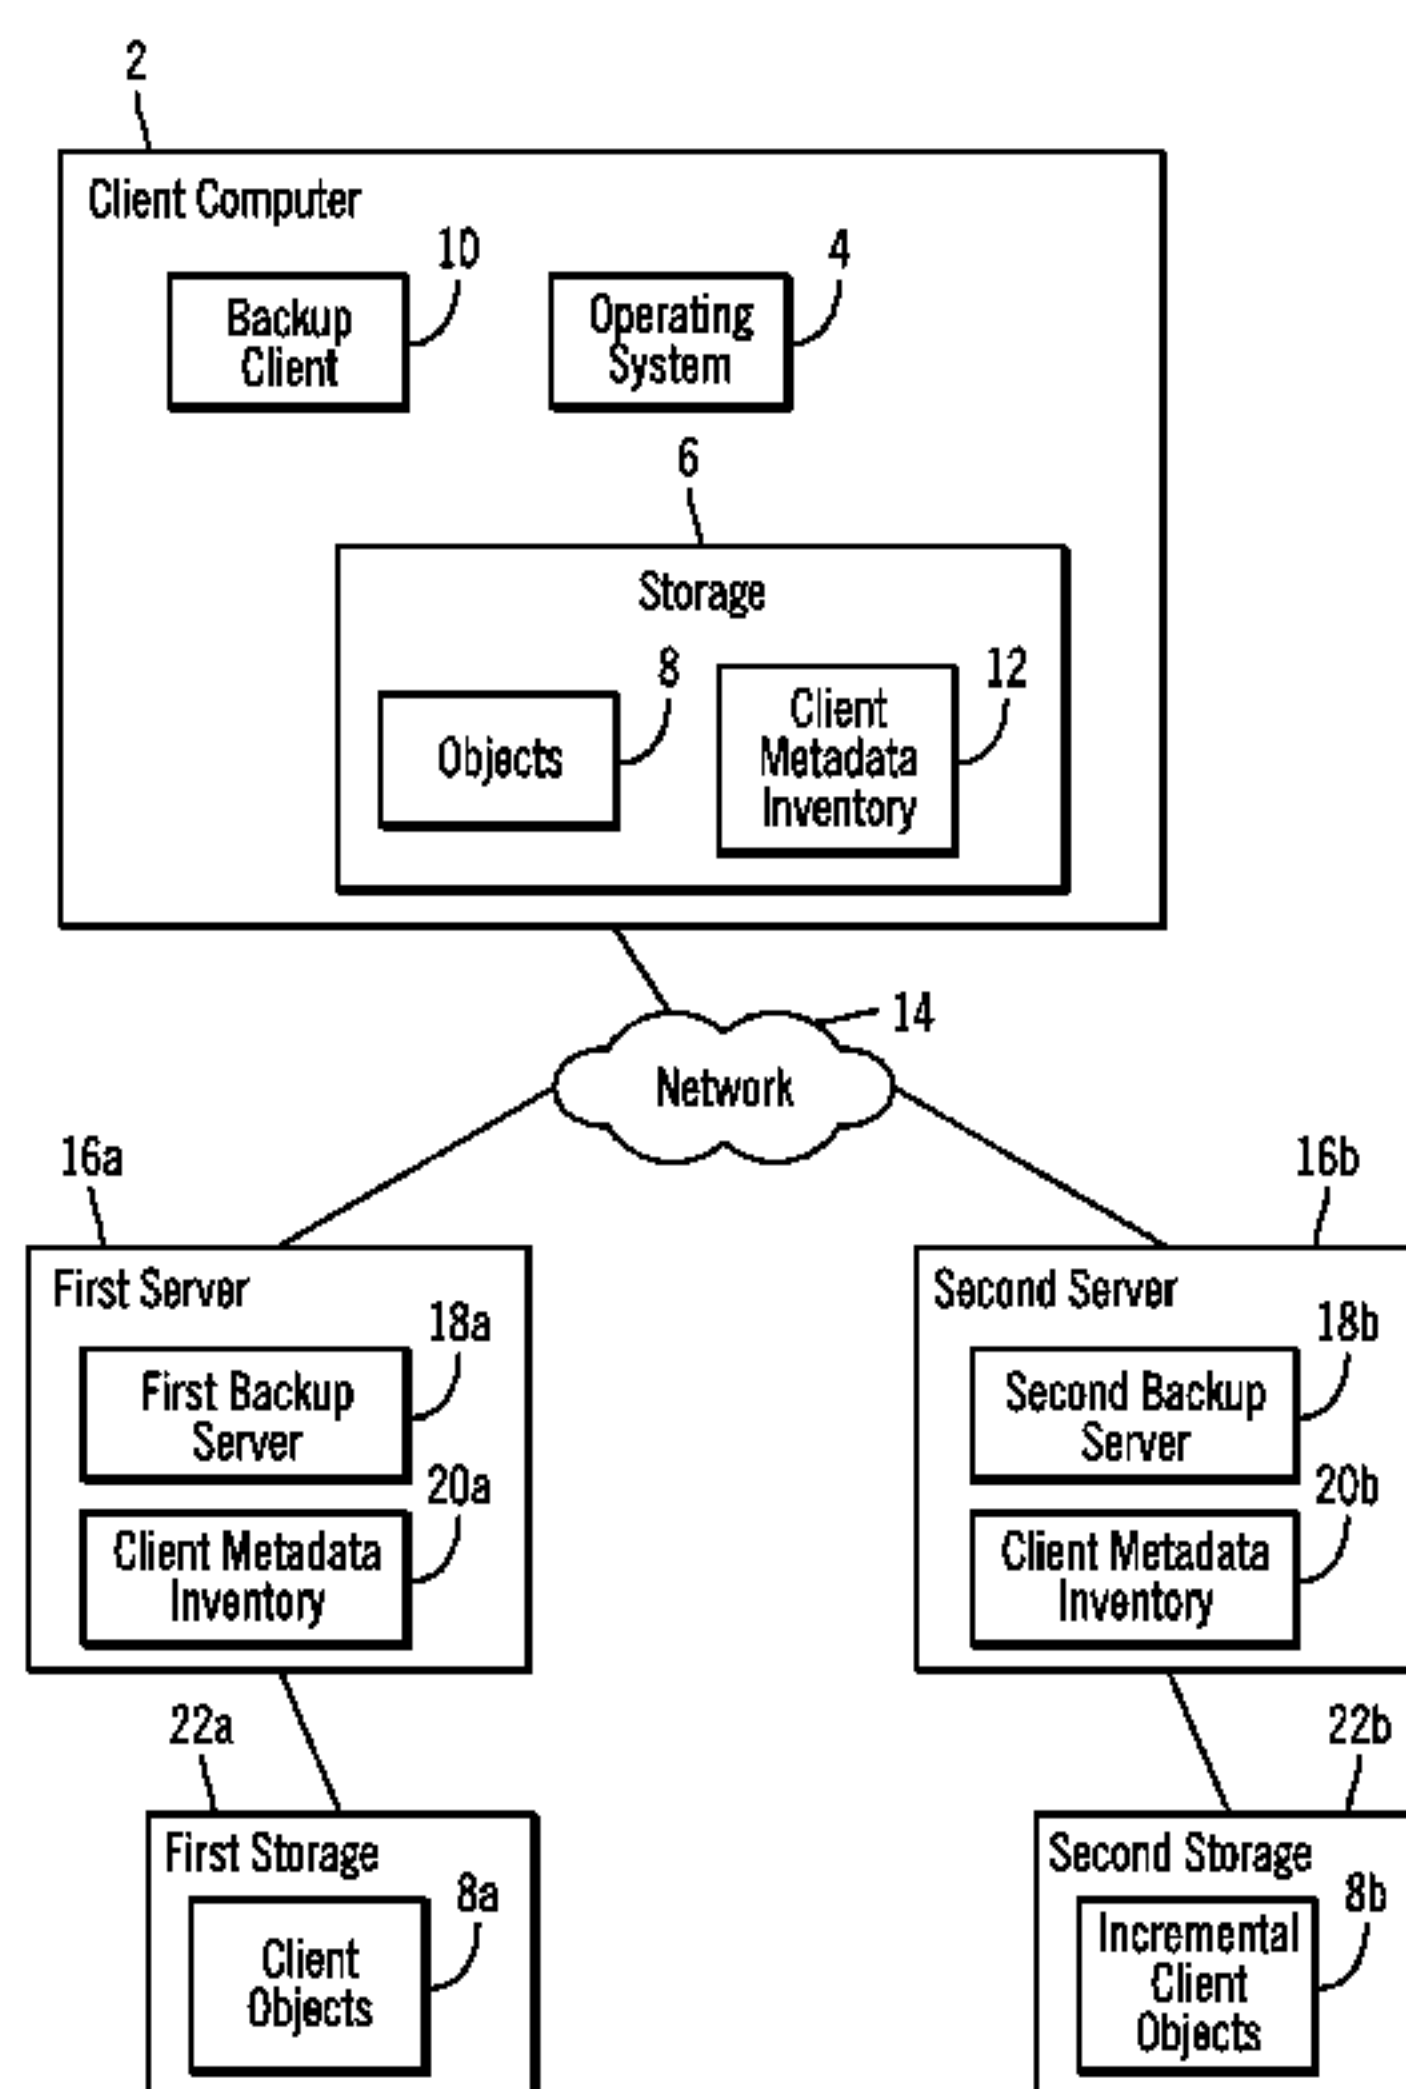 2
Client Computer
10
4
Backup
Client
Operating
System
6
Storage
8
12
Objects
Client
Metadata
Inventory
14
Network
16a
16b
First Server
18a
First Backup
Server
20a
Client Metadata
Inventory
Second Server
18b
Second Backup
Server
20b
Client Metadata
Inventory
22a
22b
First Storage
8a
Client
Objects
Second Storage
8b
Incremental
Client
Objects